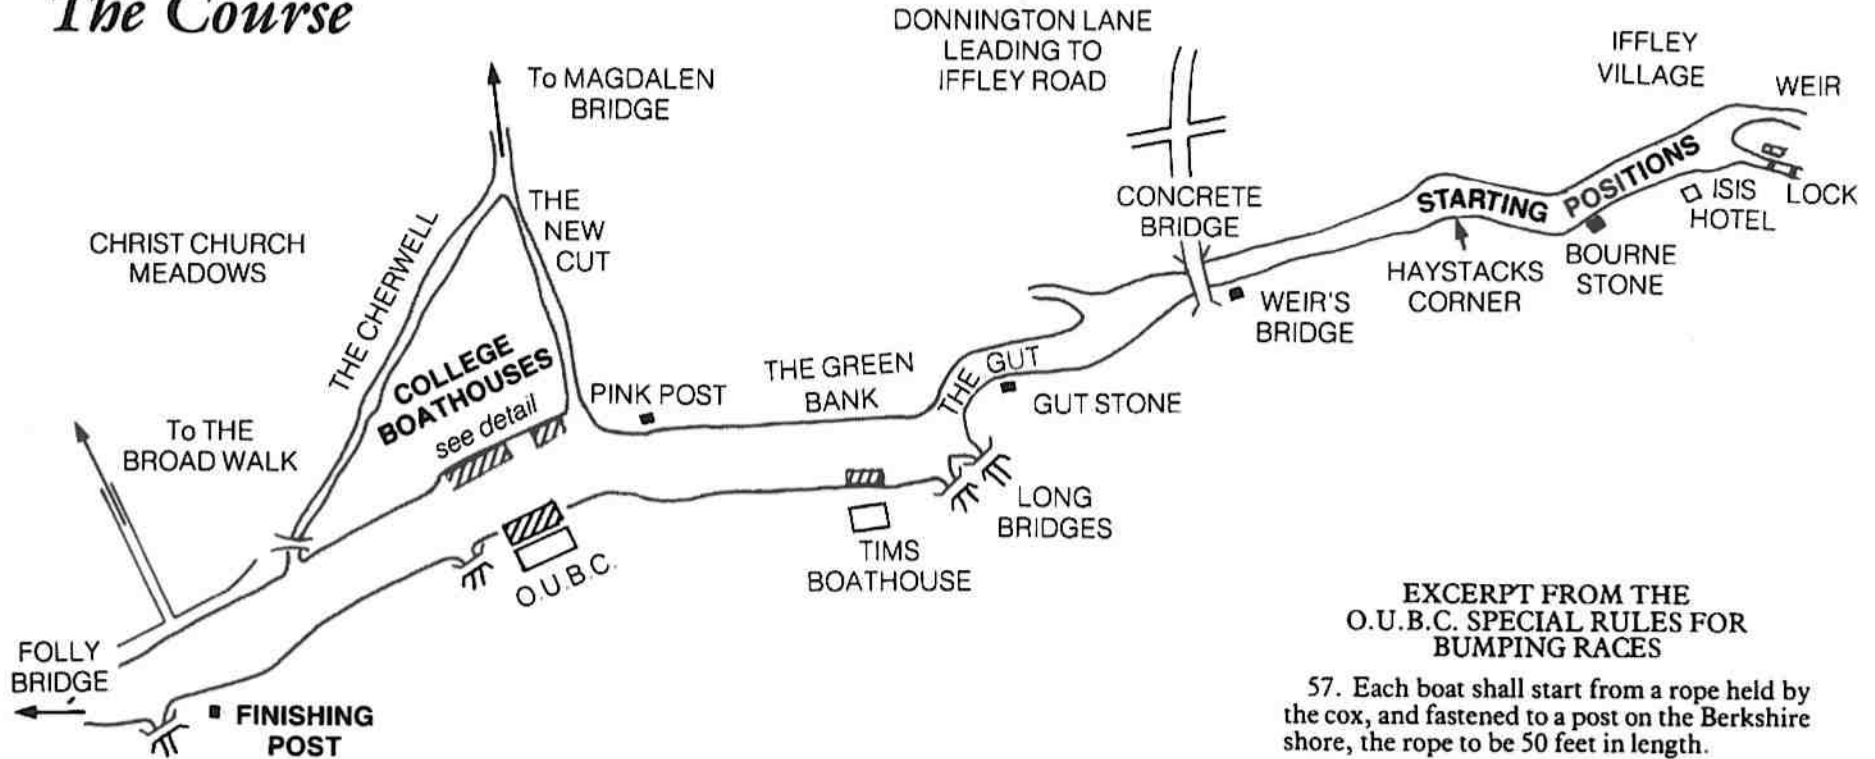 The Course
DONNINGTON LANE
LEADING TO
IFFLEY ROAD
IFFLEY
VILLAGE
WEIR
To MAGDALEN
BRIDGE
THE
NEW
CUT
CONCRETE
BRIDGE
STARTING POSITIONS
ISIS
HOTEL
LOCK
CHRIST CHURCH
MEADOWS
THE CHERWELL
HAYSTACKS
CORNER
BOURNE
STONE
WEIR'S
BRIDGE
COLLEGE
BOATHOUSES
see detail
PINK POST
THE GREEN
BANK
THE GUT
GUT STONE
To THE
BROAD WALK
LONG
BRIDGES
TIMS
BOATHOUSE
O.U.B.C.
FOLLY
BRIDGE
FINISHING
POST
EXCERPT FROM THE
O.U.B.C. SPECIAL RULES FOR
BUMPING RACES
57. Each boat shall start from a rope held by
the cox, and fastened to a post on the Berkshire
shore, the rope to be 50 feet in length.